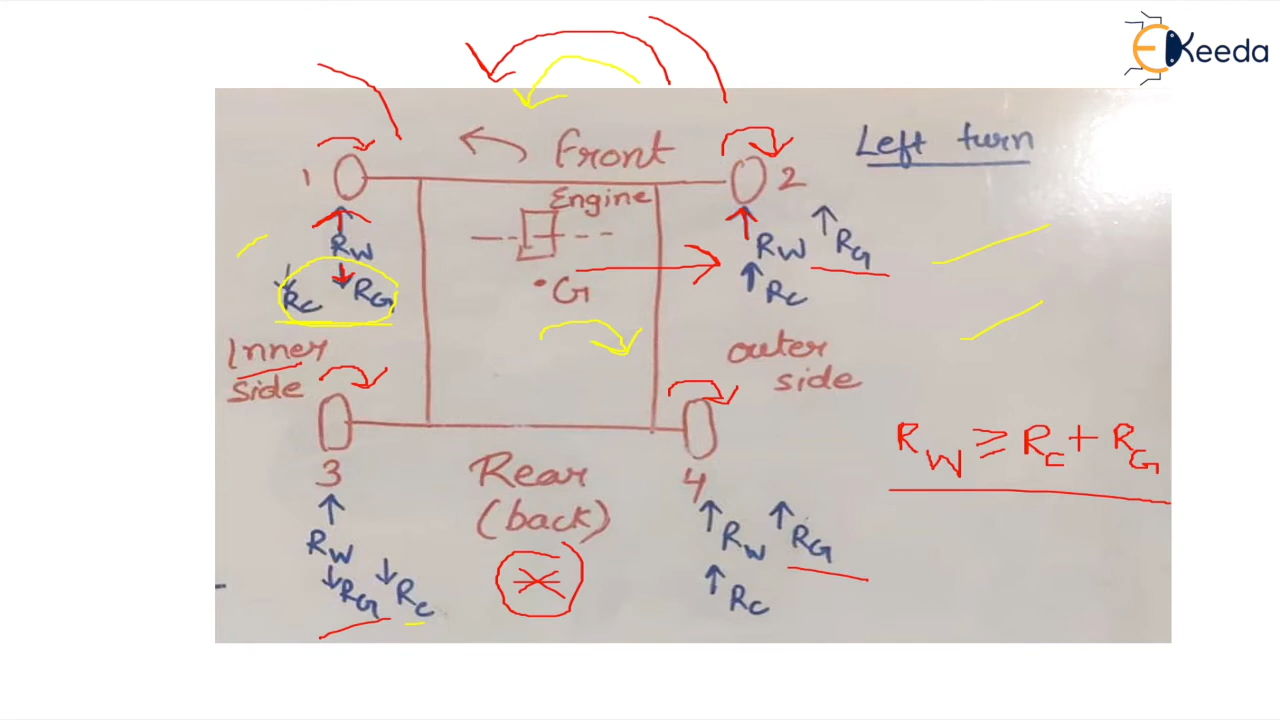 EKeeda
Left turn
Front
1
2
Engine
RW
RC RG
RW RG
RC
G
Inner
side
outer
side
RW ≥ RC + RG
3
Rear
(back)
4
RW
RG RC
RW RG
RC